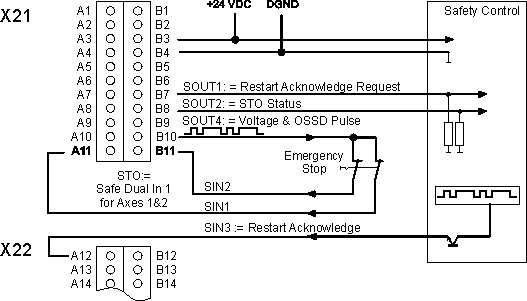 +24 VDC DGND
X21
A1 B1
A2 B2
A3 B3
A4 B4
A5 B5
A6 B6
A7 B7
A8 B8
A9 B9
A10 B10
A11 B11
Safety Control
SOUT1: = Restart Acknowledge Request
SOUT2: = STO Status
SOUT4: = Voltage & OSSD Pulse
Emergency
Stop
STO:=
Safe Dual In 1
for Axes 1&2
SIN2
SIN1
SIN3 := Restart Acknowledge
X22
A12 B12
A13 B13
A14 B14